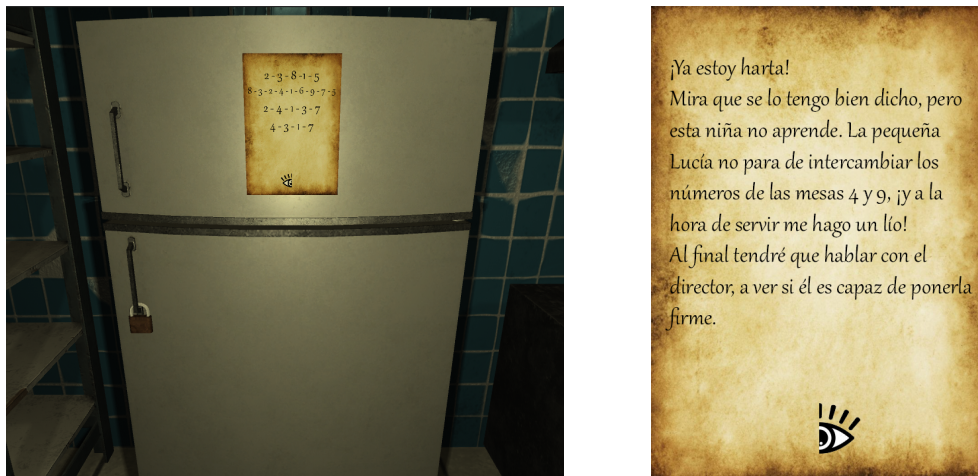 2-3-8-1-5
8-3-2-4-1-6-9-7-5
2-4-1-3-7
4-3-1-7
¡Ya estoy harta!
Mira que se lo tengo bien dicho, pero
esta niña no aprende. La pequeña
Lucía no para de intercambiar los
números de las mesas 4 y 9, ¡y a la
hora de servir me hago un lío!
Al final tendré que hablar con el
director, a ver si él es capaz de ponerla
firme.